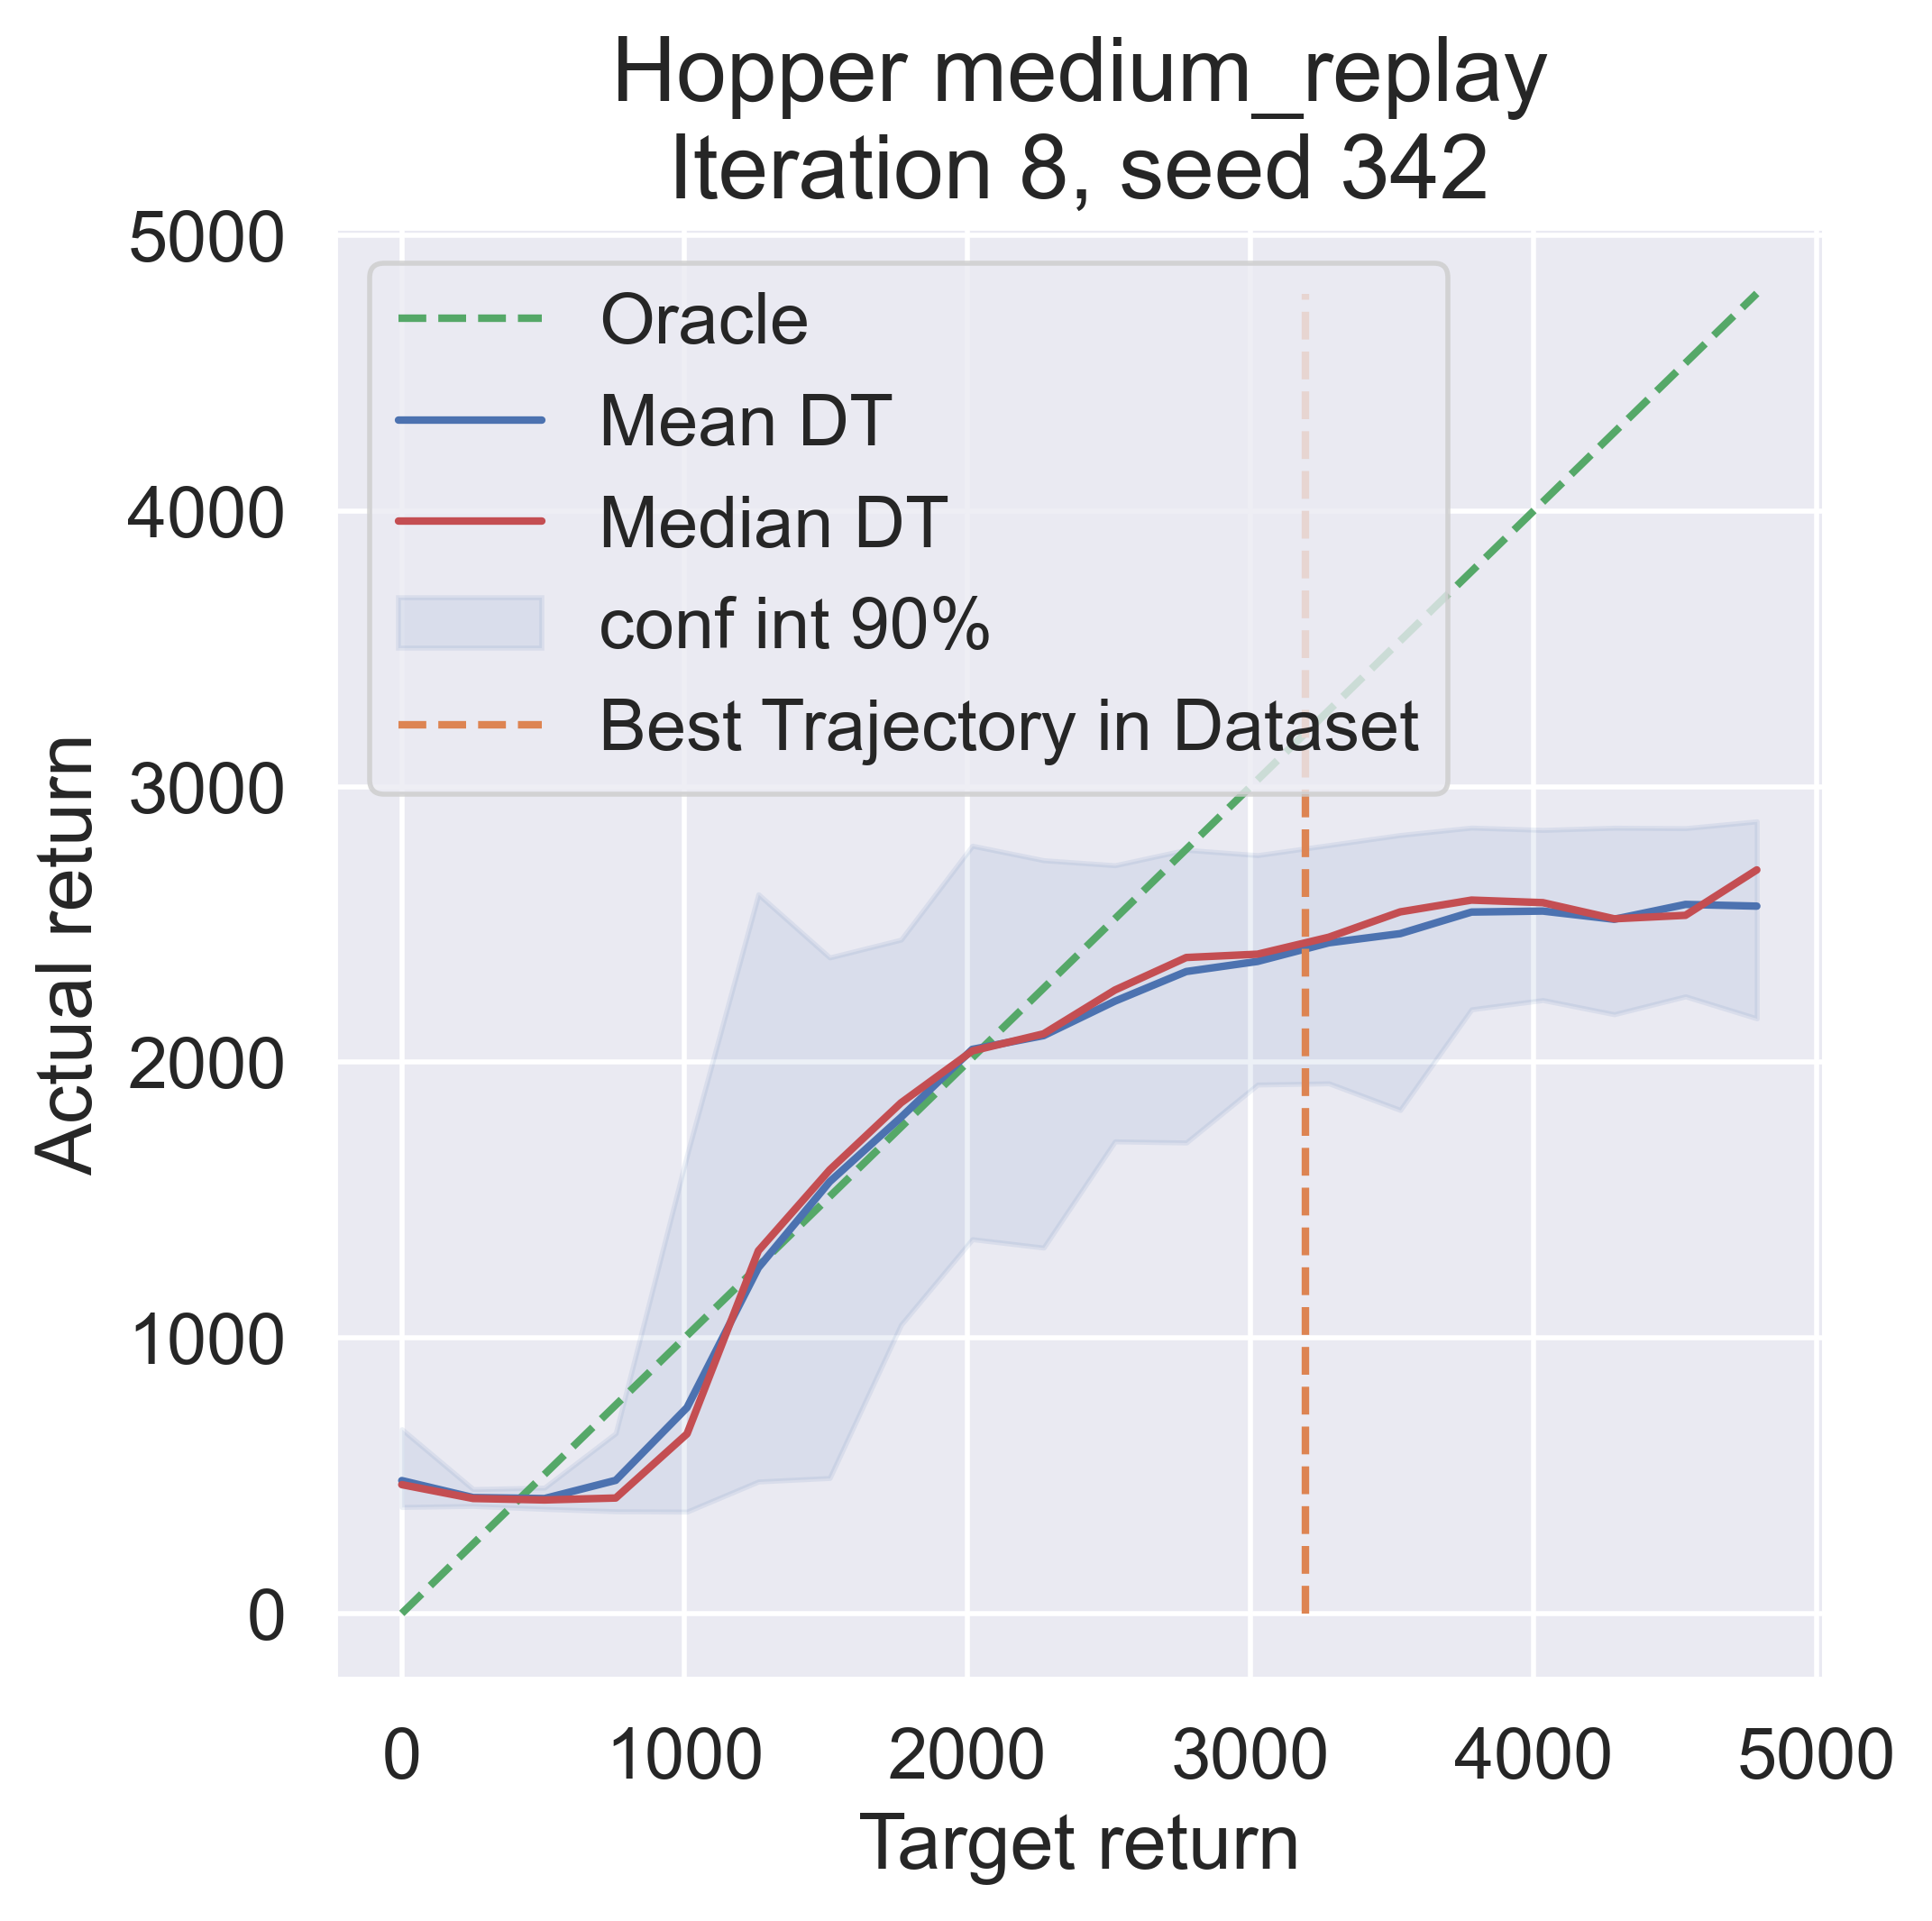 Hopper medium_replay
Iteration 8, seed 342
5000
4000
3000
2000
1000
0
Actual return
Oracle
Mean DT
Median DT
conf int 90%
Best Trajectory in Dataset
0 1000 2000 3000 4000 5000
Target return